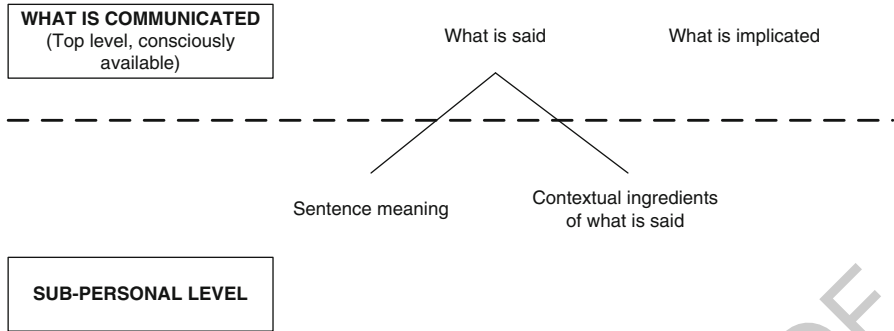 WHAT IS COMMUNICATED
(Top level, consciously
available)
What is said
What is implicated
Sentence meaning
Contextual ingredients
of what is said
SUB-PERSONAL LEVEL